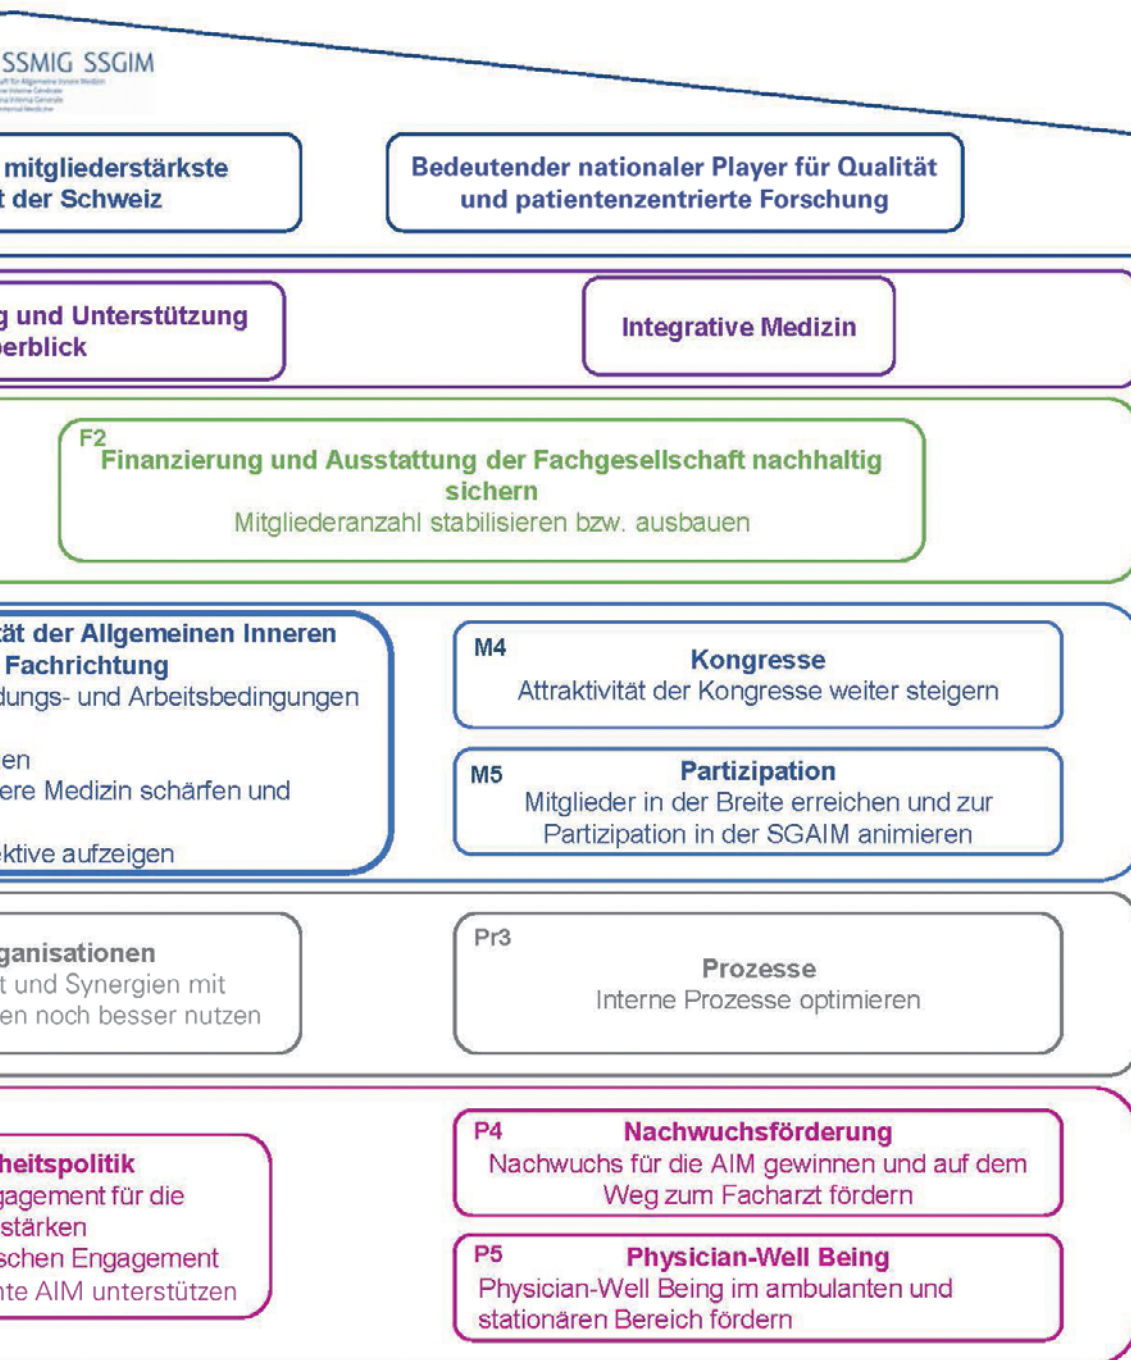 SSMIG SSGIM
mitgliederstärkste
der Schweiz
Bedeutender nationaler Player für Qualität
und patientenzentrierte Forschung
g und Unterstützung
erblick
Integrative Medizin
F2
Finanzierung und Ausstattung der Fachgesellschaft nachhaltig
sichern
Mitgliederanzahl stabilisieren bzw. ausbauen
tät der Allgemeinen Inneren
Fachrichtung
dungs- und Arbeitsbedingungen
en
ere Medizin schärfen und
ektive aufzeigen
M4
Kongresse
Attraktivität der Kongresse weiter steigern
M5
Partizipation
Mitglieder in der Breite erreichen und zur
Partizipation in der SGAIM animieren
ganisationen
t und Synergien mit
en noch besser nutzen
Pr3
Prozesse
Interne Prozesse optimieren
heitspolitik
gagement für die
stärken
schen Engagement
nte AIM unterstützen
P4
Nachwuchsförderung
Nachwuchs für die AIM gewinnen und auf dem
Weg zum Facharzt fördern
P5
Physician-Well Being
Physician-Well Being im ambulanten und
stationären Bereich fördern